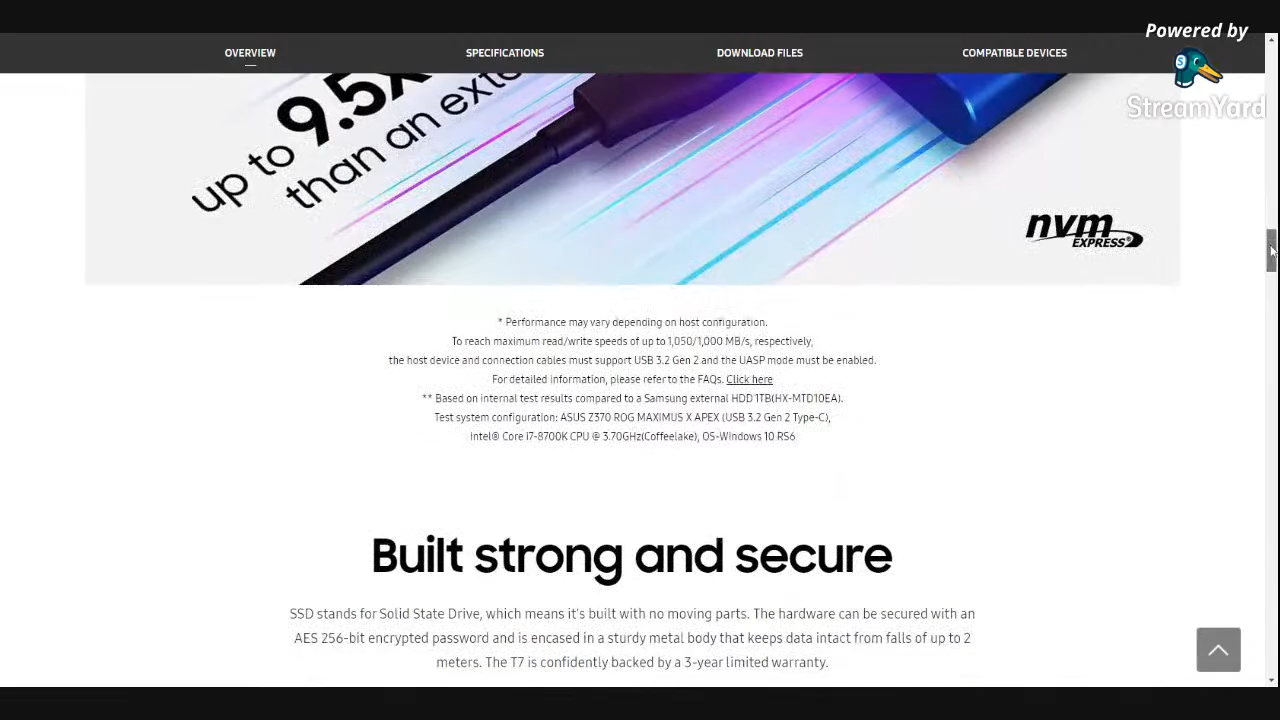 Powered by
StreamYard
OVERVIEW
SPECIFICATIONS
DOWNLOAD FILES
COMPATIBLE DEVICES
up to 9.5x
than an exte
nvm
EXPRESS®
* Performance may vary depending on host configuration.
To reach maximum read/write speeds of up to 1,050/1,000 MB/s, respectively,
the host device and connection cables must support USB 3.2 Gen 2 and the UASP mode must be enabled.
For detailed information, please refer to the FAQs. Click here
** Based on internal test results compared to a Samsung external HDD 1TB(HX-MTD10EA).
Test system configuration: ASUS Z370 ROG MAXIMUS X APEX (USB 3.2 Gen 2 Type-C),
Intel® Core i7-8700K CPU @ 3.70GHz(Coffeelake), OS-Windows 10 RS6
Built strong and secure
SSD stands for Solid State Drive, which means it's built with no moving parts. The hardware can be secured with an
AES 256-bit encrypted password and is encased in a sturdy metal body that keeps data intact from falls of up to 2
meters. The T7 is confidently backed by a 3-year limited warranty.